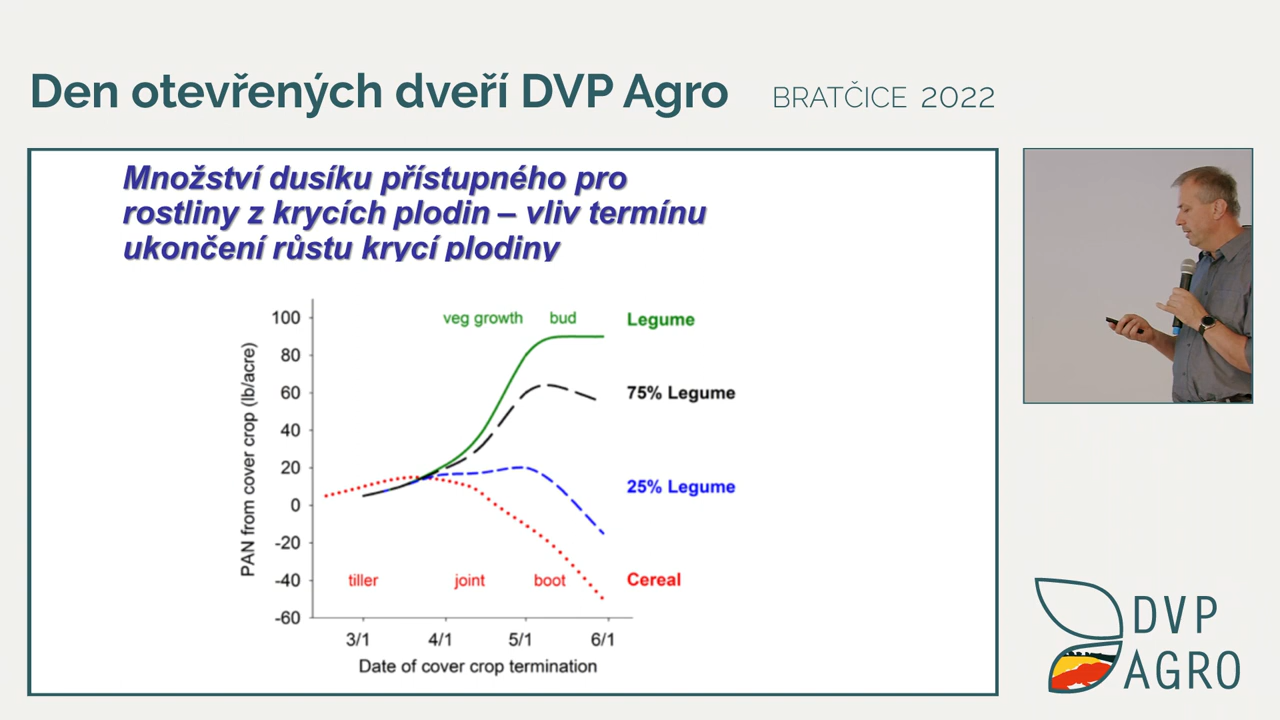 Den otevřených dveří DVP Agro BRATČICE 2022
Množství dusíku přístupného pro
rostliny z krycích plodin – vliv termínu
ukončení růstu krycí plodiny
PAN from cover crop (lb/acre)
100
80
60
40
20
0
-20
-40
-60
veg growth bud Legume
75% Legume
25% Legume
tiller joint boot Cereal
3/1 4/1 5/1 6/1
Date of cover crop termination
DVP
AGRO